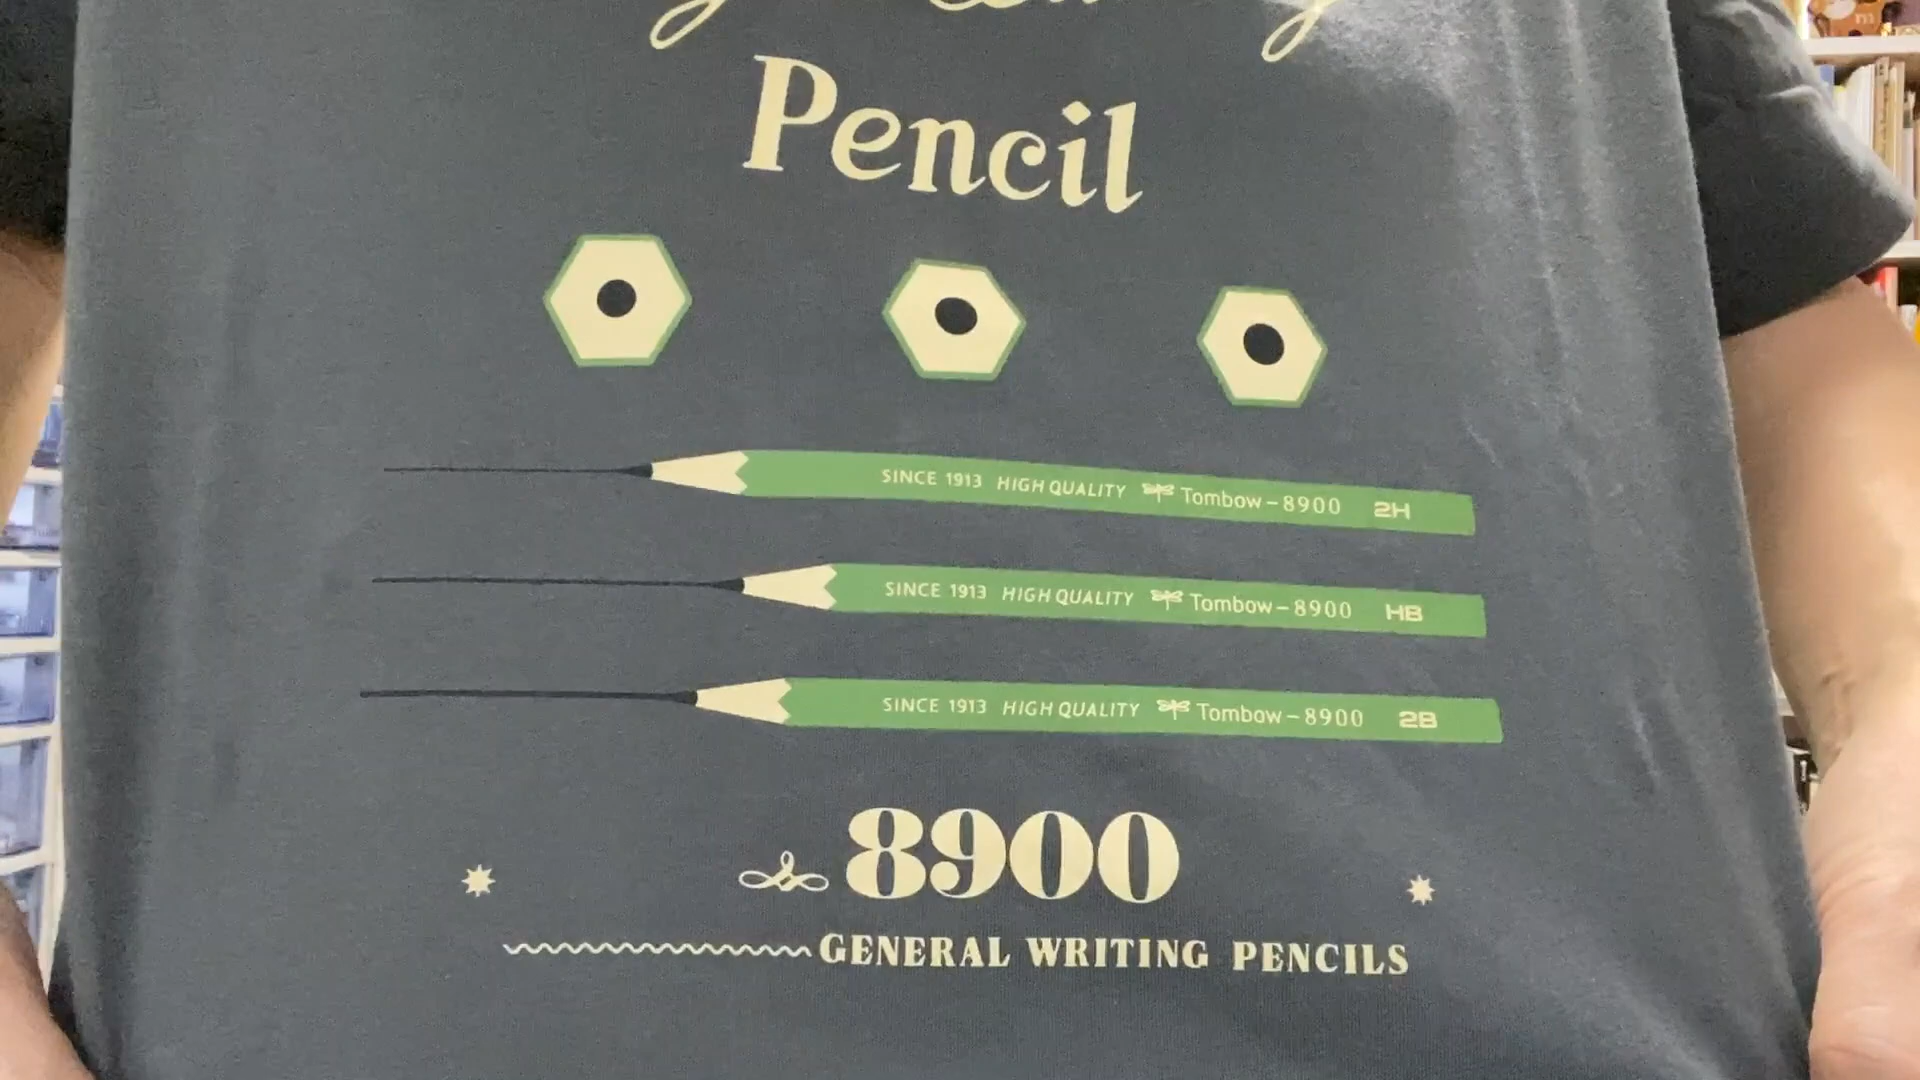 Pencil
SINCE 1913 HIGH QUALITY Tombow-8900 2H
SINCE 1913 HIGH QUALITY Tombow-8900 HB
SINCE 1913 HIGH QUALITY Tombow-8900 2B
8900
GENERAL WRITING PENCILS